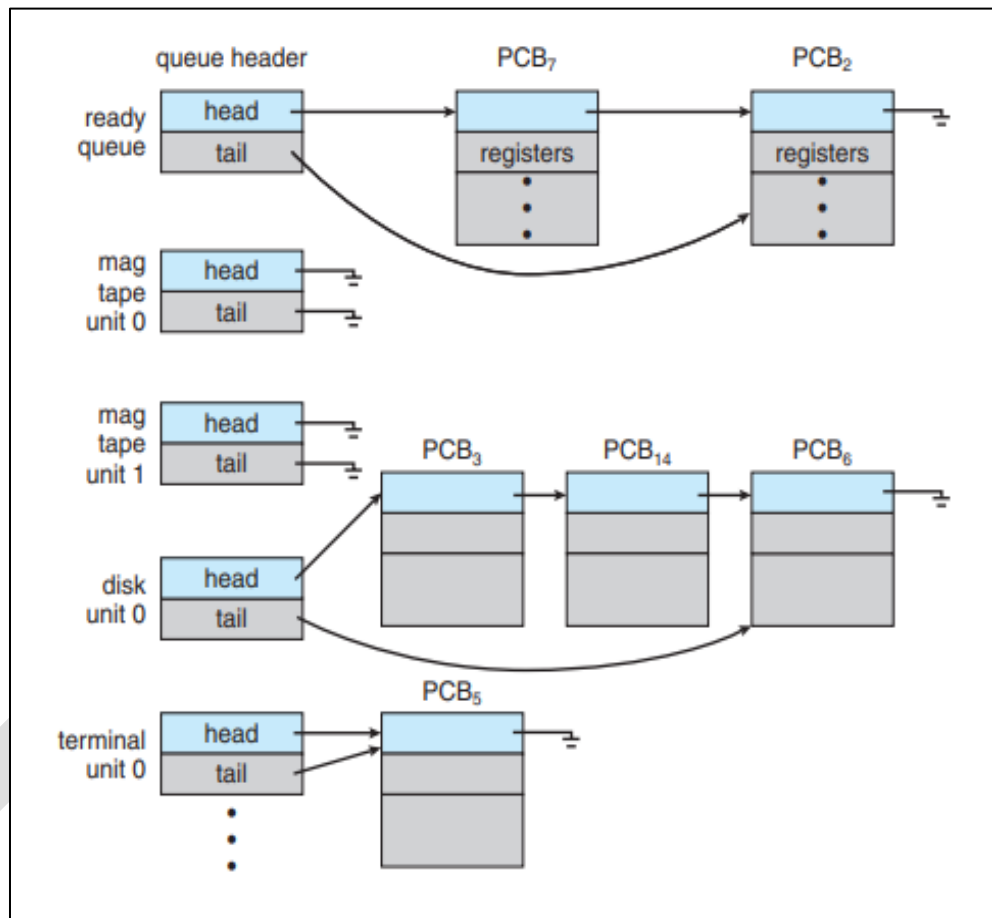 queue header PCB₇ PCB₂
ready
queue
head
tail
registers
registers
mag
tape
unit 0
head
tail
mag
tape
unit 1
head
tail
PCB₃ PCB₁₄ PCB₆
disk
unit 0
head
tail
PCB₅
terminal
unit 0
head
tail